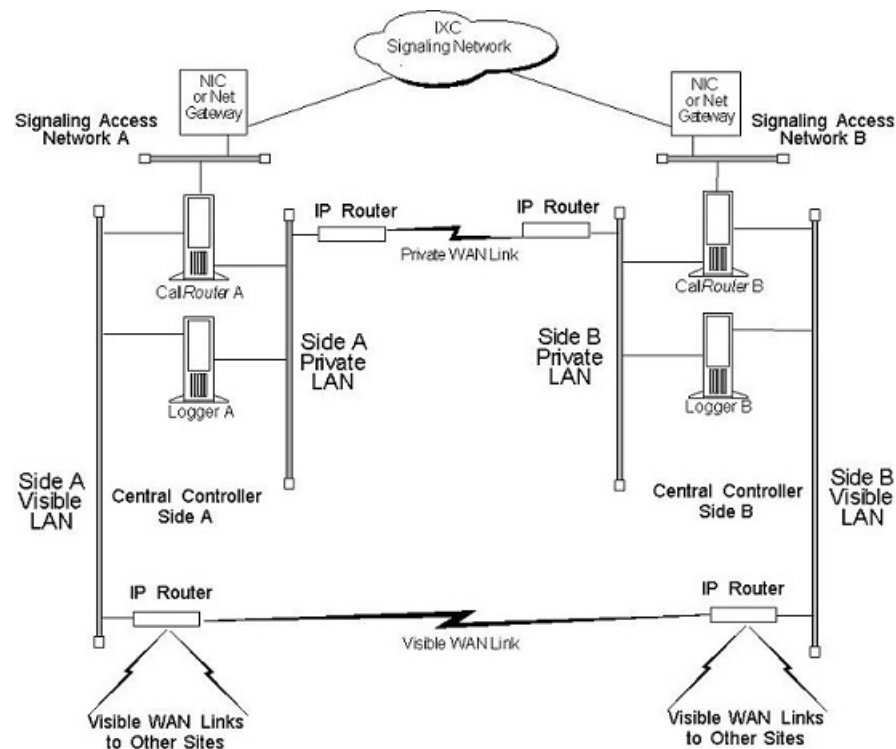 IXC
Signaling Network
NIC
or Net
Gateway
NIC
or Net
Gateway
Signaling Access
Network A
Signaling Access
Network B
IP Router
IP Router
Private WAN Link
CallRouter A
CallRouter B
Side A
Private
LAN
Side B
Private
LAN
Logger A
Logger B
Side A
Visible
LAN
Central Controller
Side A
Central Controller
Side B
Side B
Visible
LAN
IP Router
IP Router
Visible WAN Link
Visible WAN Links
to Other Sites
Visible WAN Links
to Other Sites